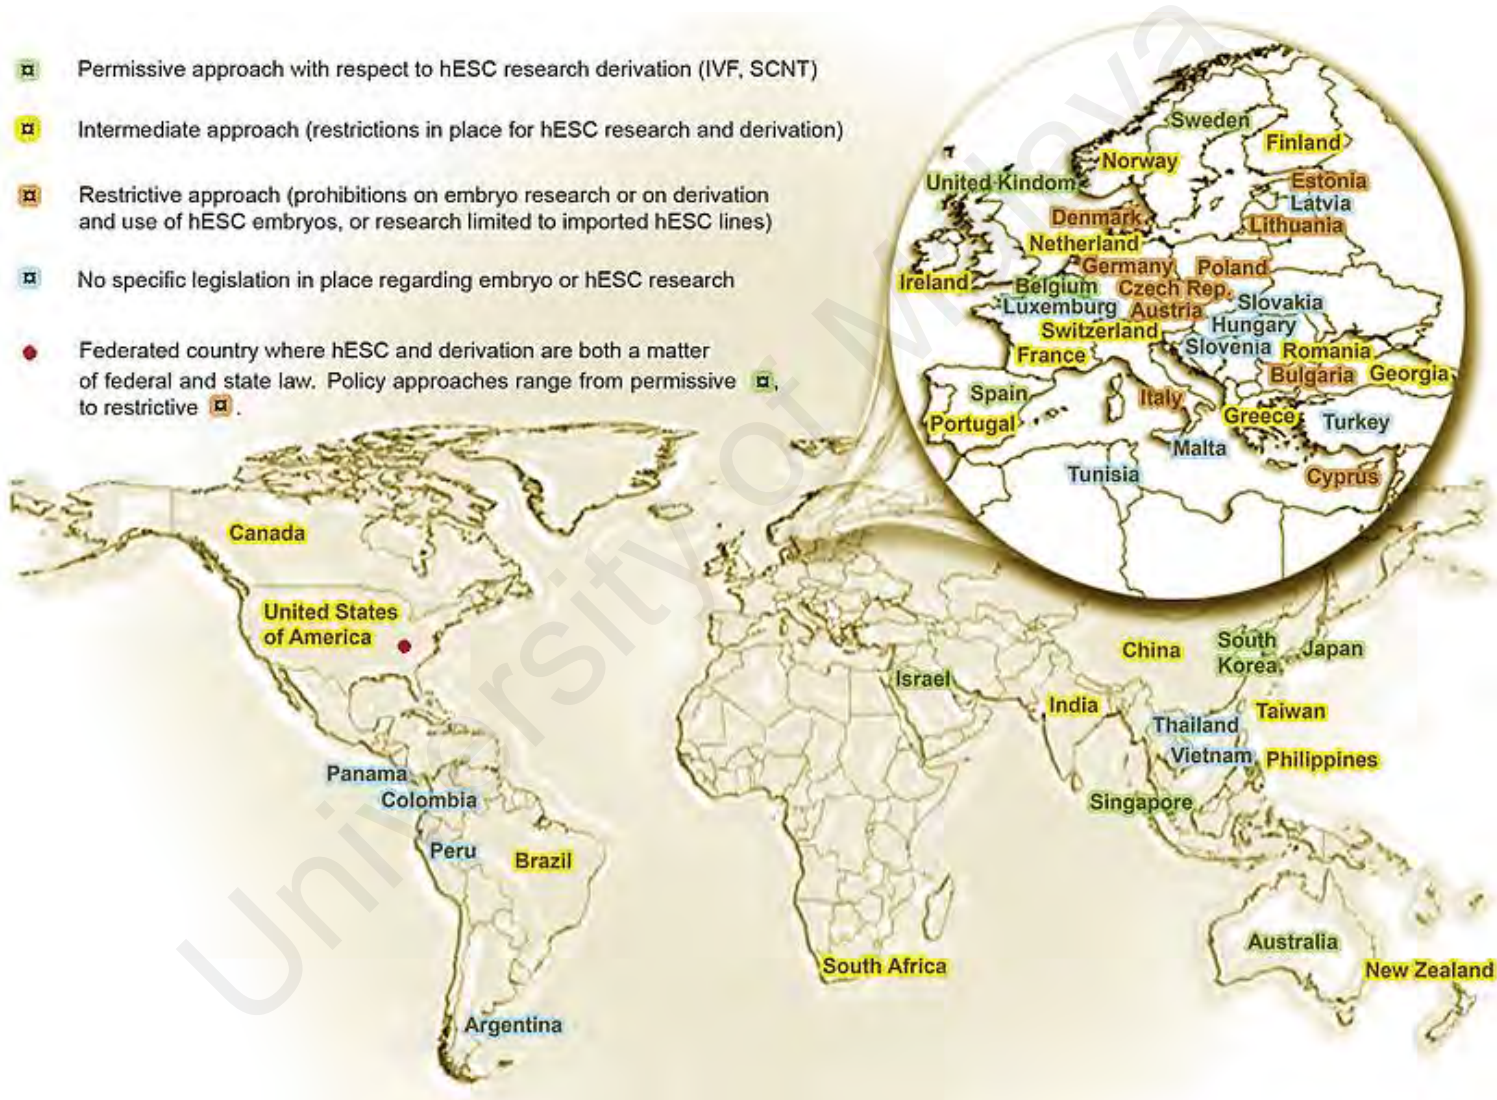 Permissive approach with respect to hESC research derivation (IVF, SCNT)
Intermediate approach (restrictions in place for hESC research and derivation)
Restrictive approach (prohibitions on embryo research or on derivation
and use of hESC embryos, or research limited to imported hESC lines)
No specific legislation in place regarding embryo or hESC research
Federated country where hESC and derivation are both a matter
of federal and state law. Policy approaches range from permissive ¤,
to restrictive ¤.
Sweden
Finland
Norway
United Kindom
Estonia
Latvia
Denmark
Lithuania
Netherland
Germany
Poland
Ireland
Belgium
Czech Rep.
Luxemburg
Austria
Slovakia
Switzerland
Hungary
France
Slovenia
Romania
Bulgaria
Georgia
Spain
Italy
Portugal
Greece
Turkey
Malta
Tunisia
Cyprus
Canada
United States
of America
China
South
Korea
Japan
Israel
India
Taiwan
Thailand
Vietnam
Philippines
Panama
Colombia
Singapore
Peru
Brazil
Australia
South Africa
New Zealand
Argentina
University of Malaya